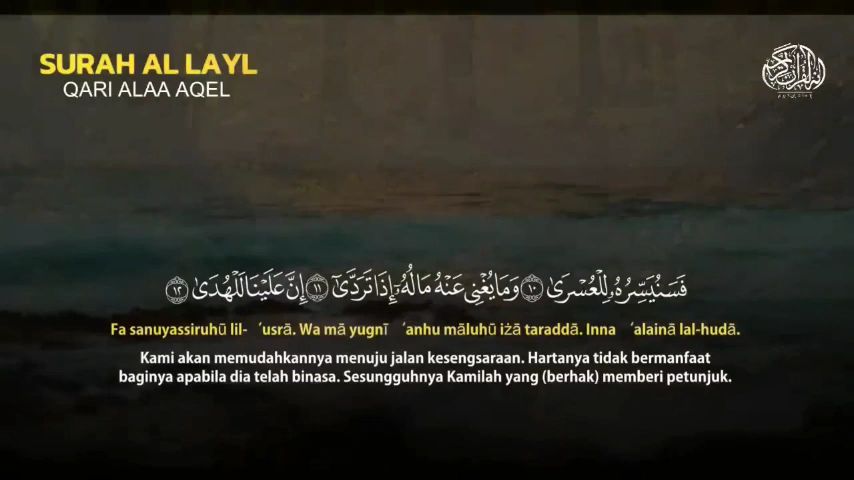 SURAH AL LAYL
QARI ALAA AQEL
فَسَنُيَسِّرُهُۥ لِلْعُسْرَىٰ ١٠ وَمَا يُغْنِى عَنْهُ مَالُهُۥٓ إِذَا تَرَدَّىٰٓ ١١ إِنَّ عَلَيْنَا لَلْهُدَىٰ ١٢
Fa sanuyassiruhū lil- ʻusrā. Wa mā yugnī ʻanhu māluhū iżā taraddā. Inna ʻalainā lal-hudā.
Kami akan memudahkannya menuju jalan kesengsaraan. Hartanya tidak bermanfaat
baginya apabila dia telah binasa. Sesungguhnya Kamilah yang (berhak) memberi petunjuk.